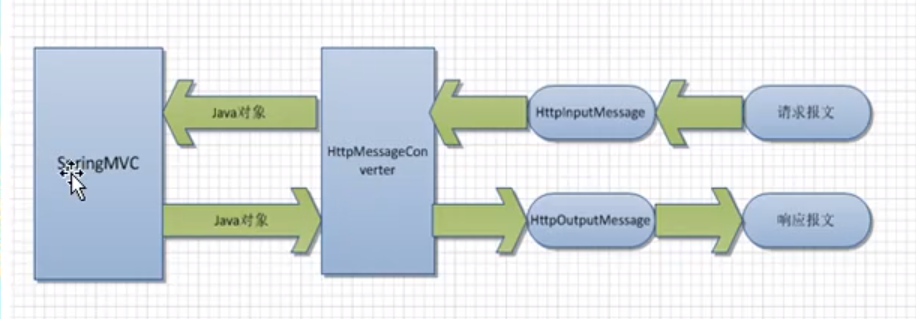 SpringMVC
Java对象
Java对象
HttpMessageCon
verter
HttpInputMessage
请求报文
HttpOutputMessage
响应报文